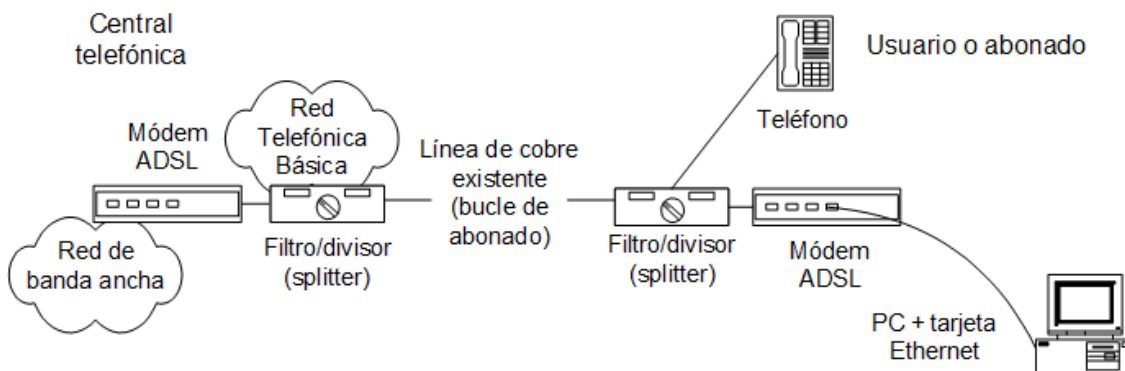 Central
telefónica
Módem
ADSL
Red
Telefónica
Básica
Red de
banda ancha
Filtro/divisor
(splitter)
Línea de cobre
existente
(bucle de
abonado)
Filtro/divisor
(splitter)
Teléfono
Usuario o abonado
Módem
ADSL
PC + tarjeta
Ethernet